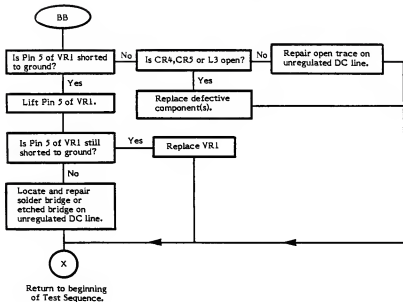 BB
Is Pin 5 of VR1 shorted
to ground?
No
Is CR4,CR5 or L3 open?
No
Repair open trace on
unregulated DC line.
Yes
Yes
Lift Pin 5 of VR1.
Replace defective
component(s).
Is Pin 5 of VR1 still
shorted to ground?
Yes
Replace VR1
No
Locate and repair
solder bridge or
etched bridge on
unregulated DC line.
X
Return to beginning
of Test Sequence.